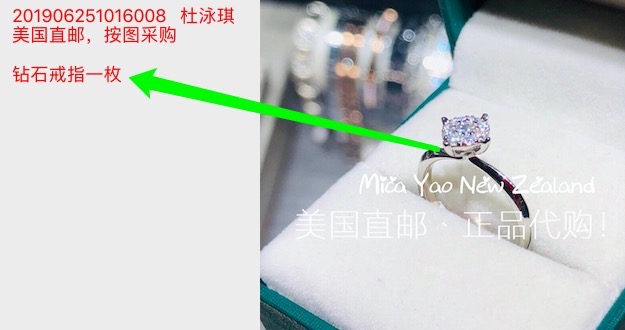 201906251016008 杜泳琪
美国直邮，按图采购
钻石戒指一枚
Mica Yao New Zealand
美国直邮、正品代购！